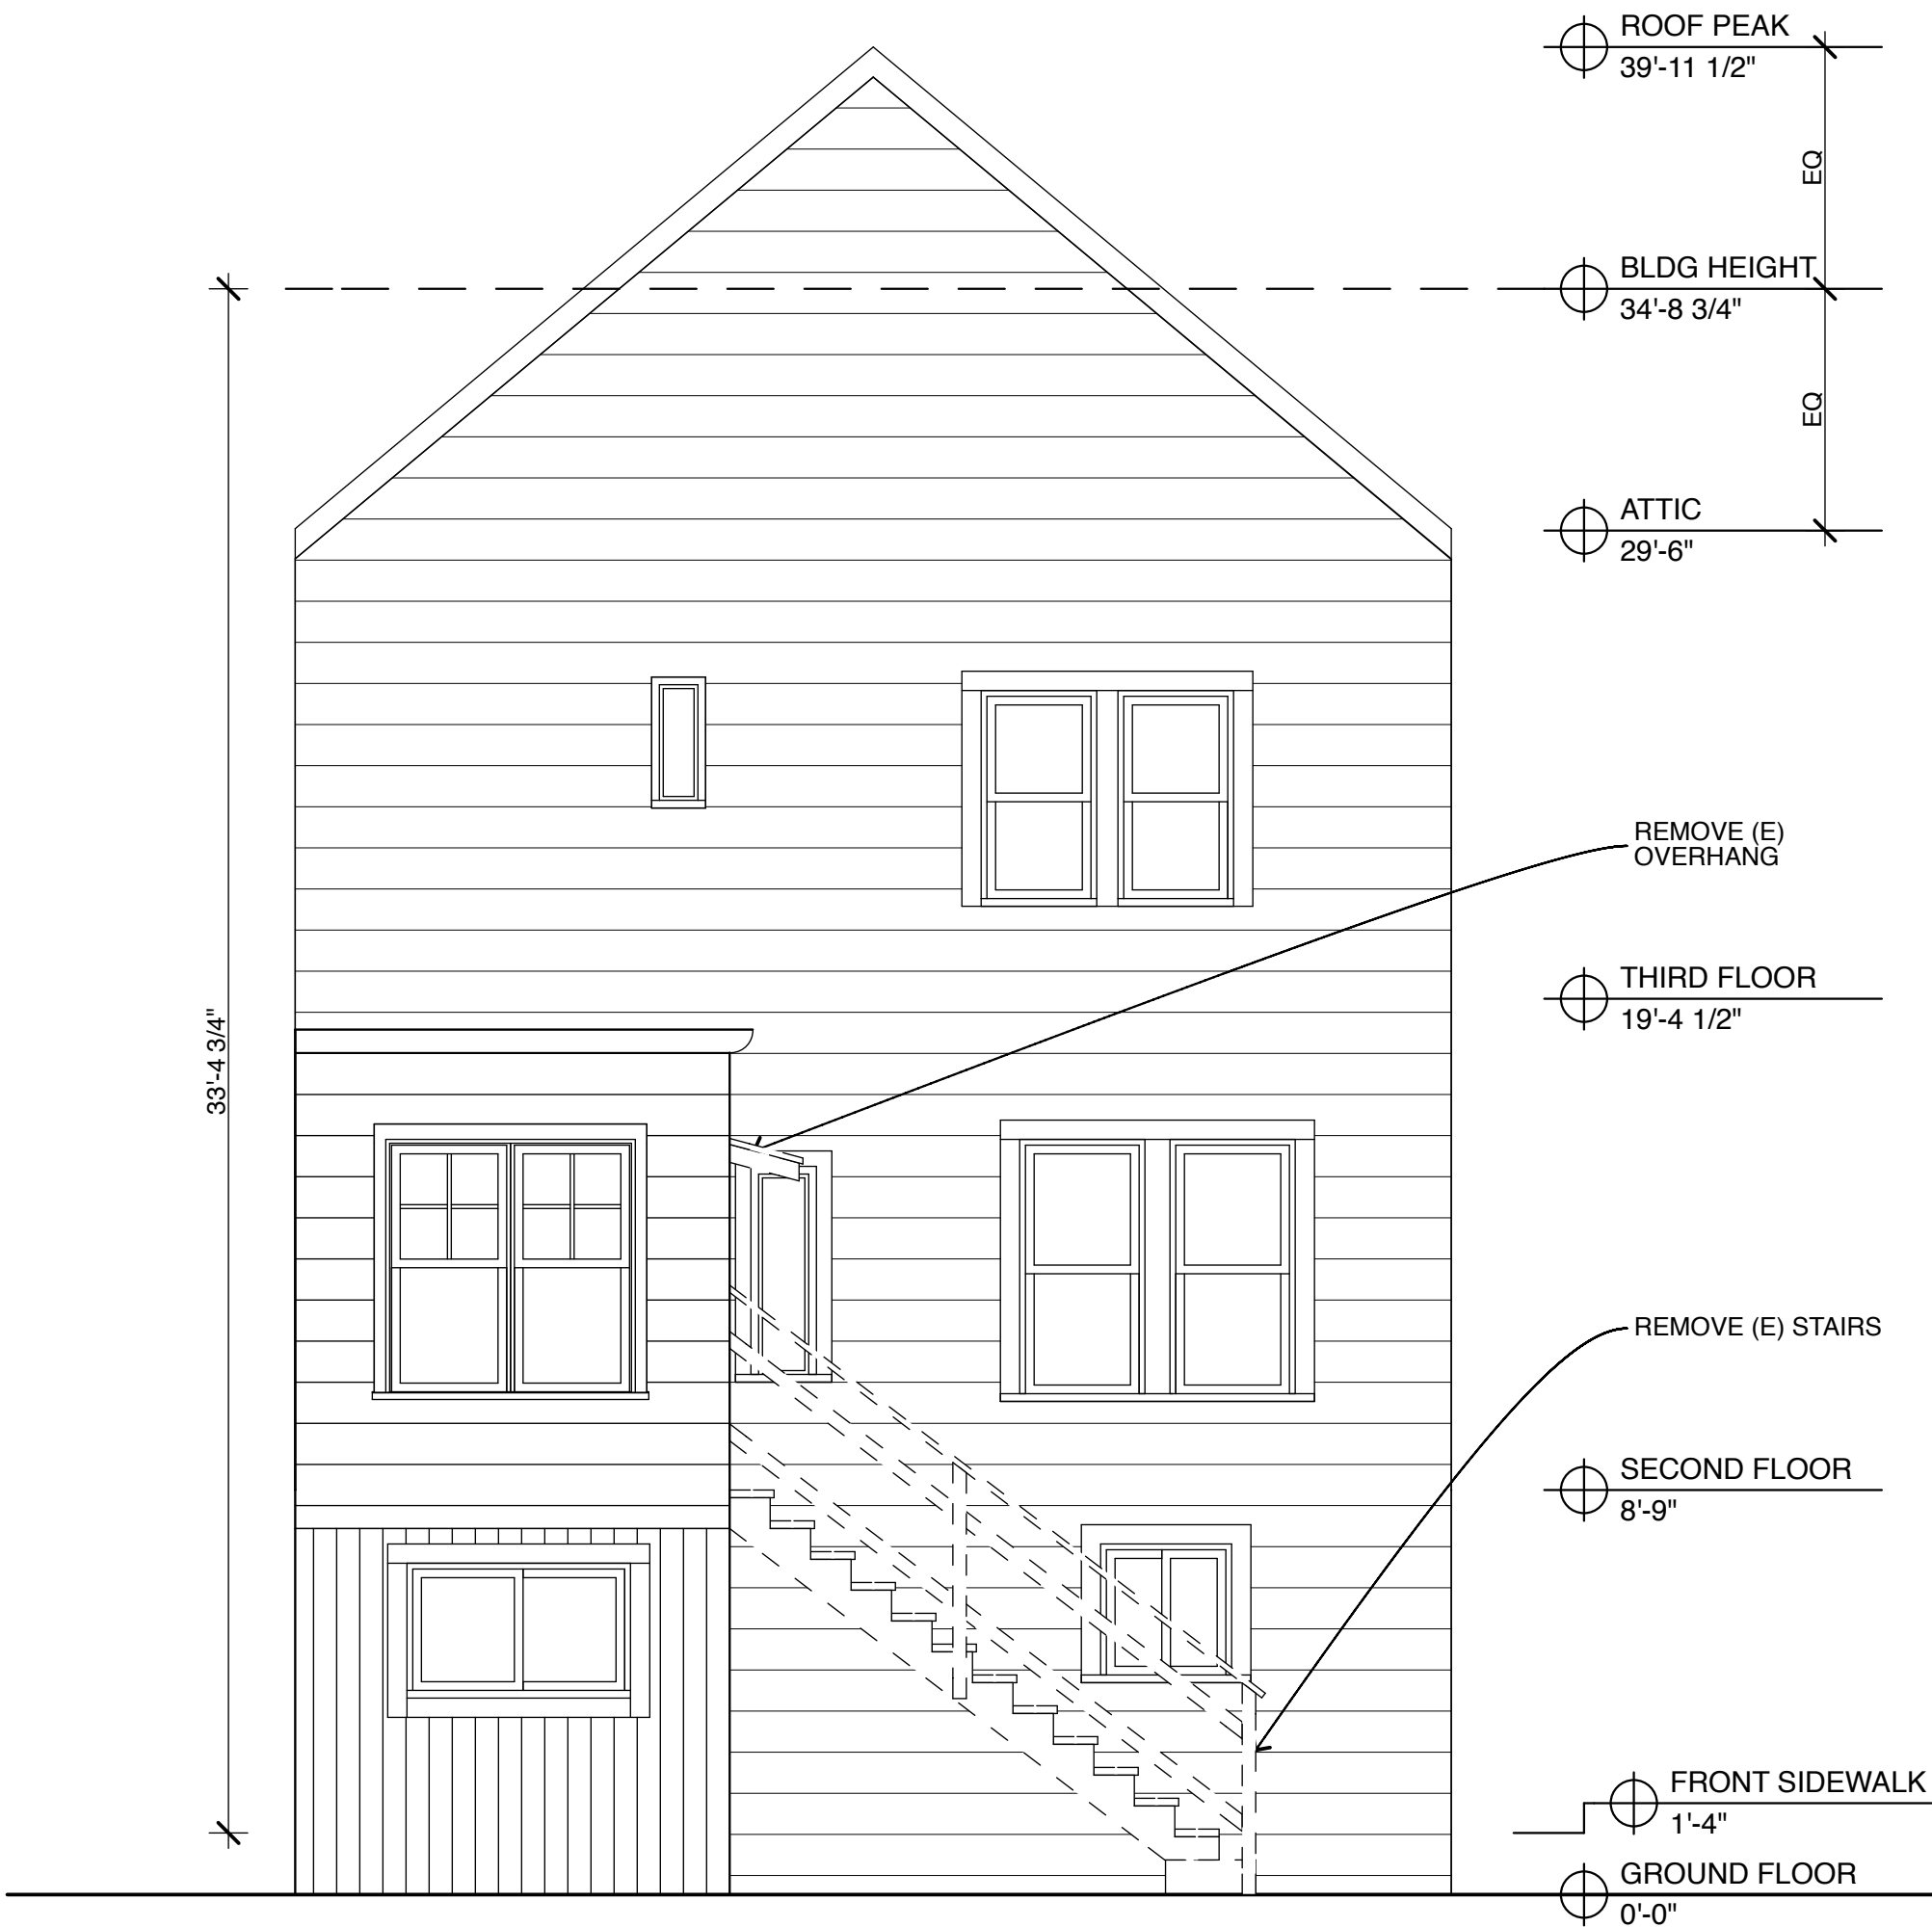 ROOF PEAK
39'-11 1/2"
EQ
BLDG HEIGHT
34'-8 3/4"
EQ
ATTIC
29'-6"
REMOVE (E)
OVERHANG
THIRD FLOOR
19'-4 1/2"
33'-4 3/4"
REMOVE (E) STAIRS
SECOND FLOOR
8'-9"
FRONT SIDEWALK
1'-4"
GROUND FLOOR
0'-0"